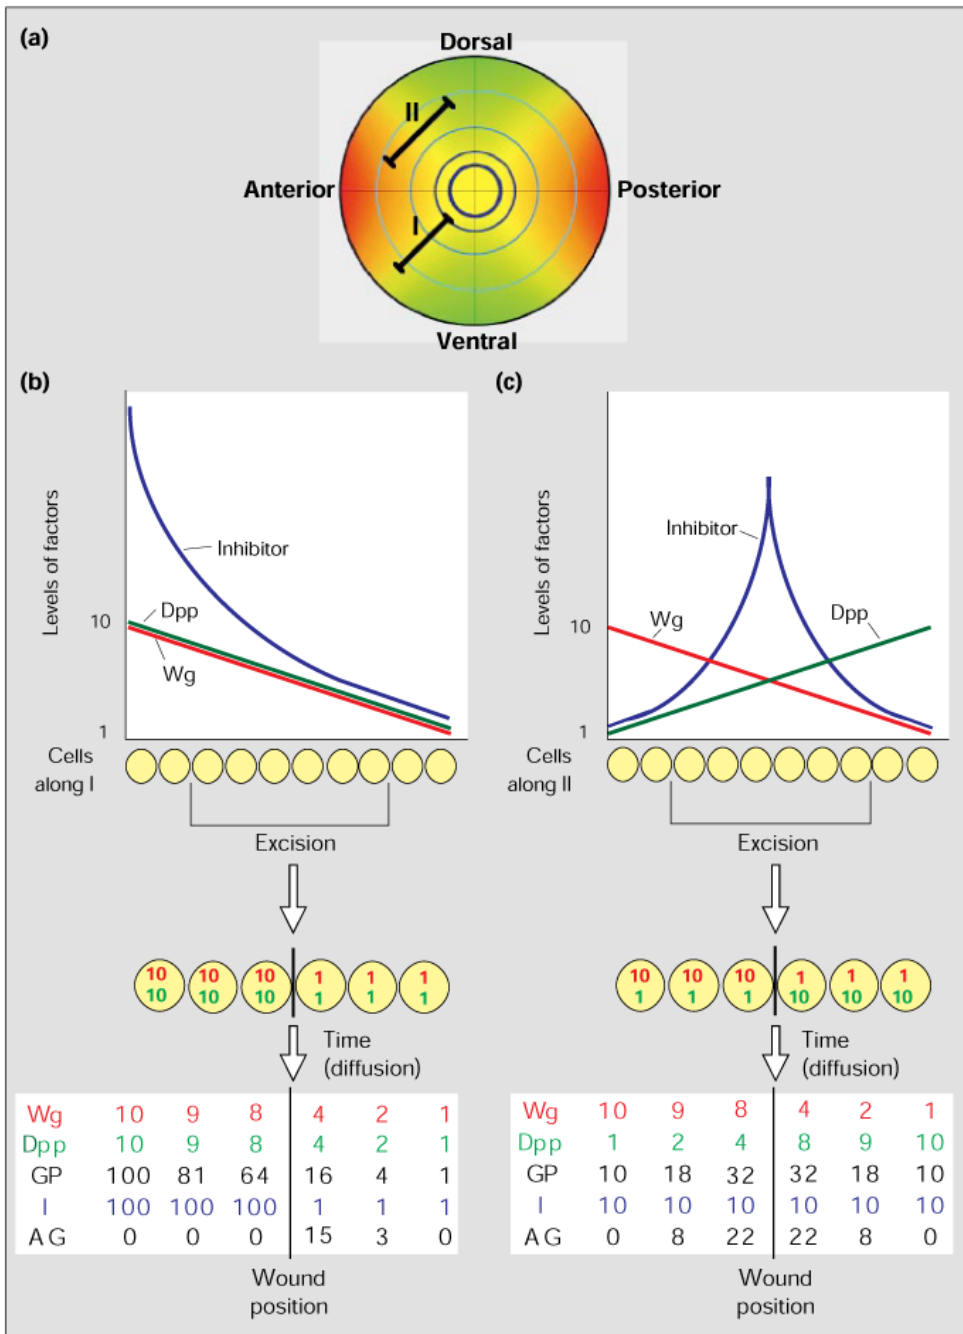 (a)
Dorsal
II
Anterior
Posterior
I
Ventral
(b)
Levels of factors
Inhibitor
10
Dpp
Wg
1
Cells
along I
Excision
10 10 10 1 1 1
10 10 10 1 1 1
Time
(diffusion)
Wg 10 9 8 4 2 1
Dpp 10 9 8 4 2 1
GP 100 81 64 16 4 1
I 100 100 100 1 1 1
AG 0 0 0 15 3 0
Wound
position
(c)
Levels of factors
Inhibitor
10
Wg
Dpp
1
Cells
along II
Excision
10 10 10 1 1 1
1 1 1 10 10 10
Time
(diffusion)
Wg 10 9 8 4 2 1
Dpp 1 2 4 8 9 10
GP 10 18 32 32 18 10
I 10 10 10 10 10 10
AG 0 8 22 22 8 0
Wound
position